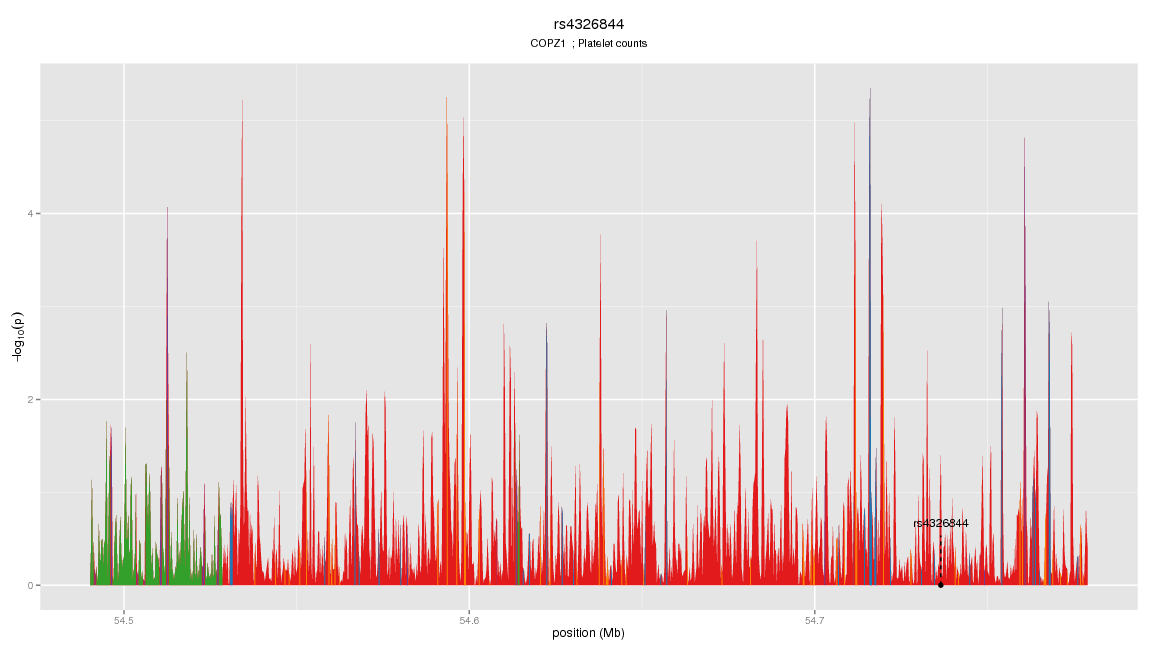 rs4326844
COPZ1 ; Platelet counts
−log10(p)
4
2
0
rs4326844
54.5 54.6 54.7
position (Mb)